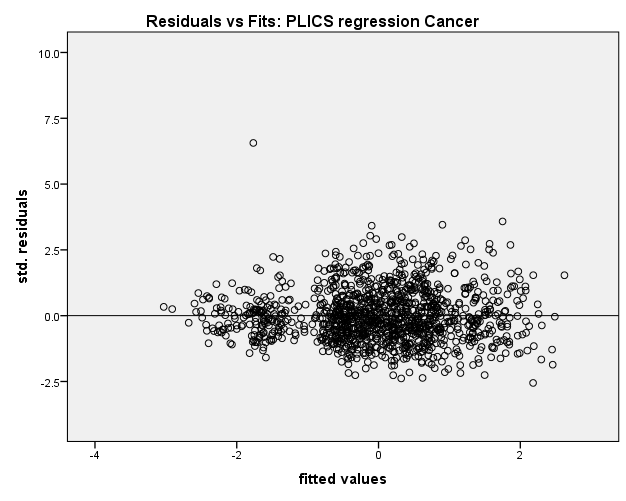 Residuals vs Fits: PLICS regression Cancer
10.0
7.5
5.0
2.5
0.0
-2.5
std. residuals
-4 -2 0 2
fitted values